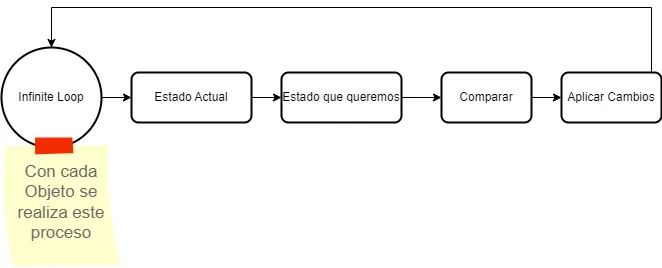 Infinite Loop
Estado Actual
Estado que queremos
Comparar
Aplicar Cambios
Con cada
Objeto se
realiza este
proceso